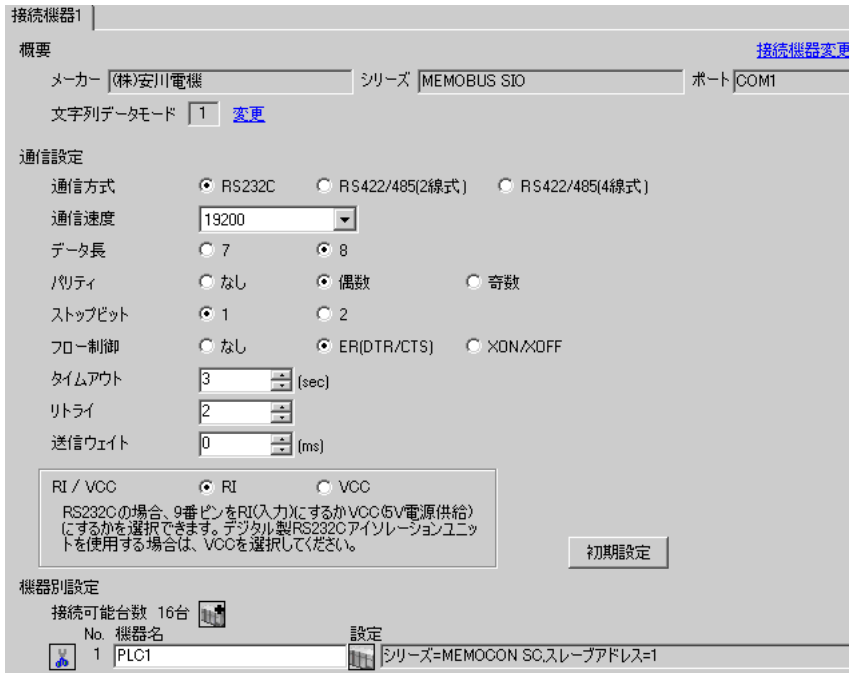 接続機器1
概要 接続機器変更
メーカー (株)安川電機 シリーズ MEMOBUS SIO ポート COM1
文字列データモード 1 変更
通信設定
通信方式 RS232C RS422/485(2線式) RS422/485(4線式)
通信速度 19200
データ長 7 8
パリティ なし 偶数 奇数
ストップビット 1 2
フロー制御 なし ER(DTR/CTS) XON/XOFF
タイムアウト 3 (sec)
リトライ 2
送信ウェイト 0 (ms)
RI / VCC RI VCC
RS232Cの場合、9番ピンをRI(入力)にするかVCC(5V電源供給)
にするかを選択できます。デジタル製RS232Cアイソレーションユニッ
トを使用する場合は、VCCを選択してください。
初期設定
機器別設定
接続可能台数 16台
No. 機器名 設定
1 PLC1 シリーズ=MEMOCON SC,スレーブアドレス=1